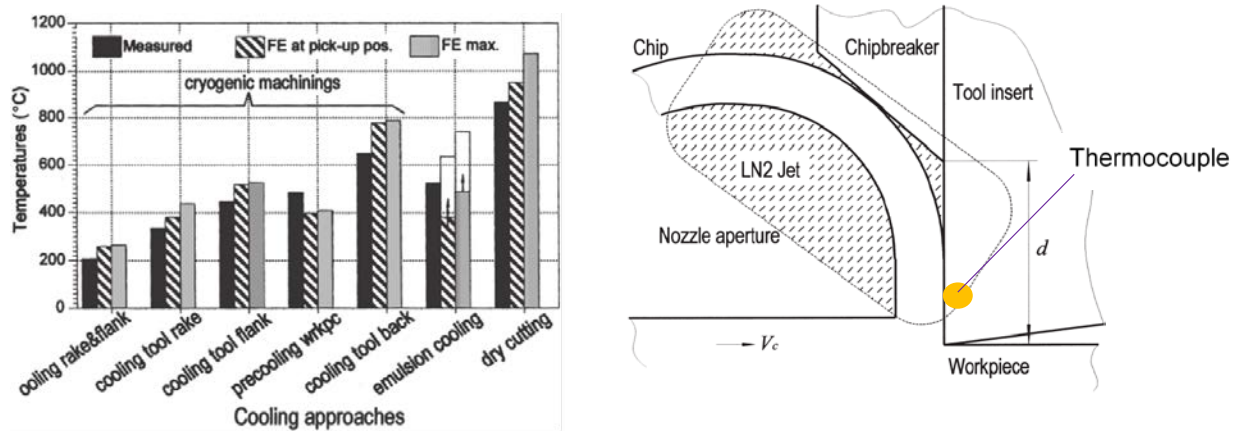 1200
1000
800
600
400
200
0
Temperatures (°C)
Measured
FE at pick-up pos.
FE max.
cryogenic machinings
ooling rake&flank
cooling tool rake
cooling tool flank
precooling wrkpc
cooling tool back
emulsion cooling
dry cutting
Cooling approaches
Chip
Chipbreaker
Tool insert
Thermocouple
LN2 Jet
Nozzle aperture
d
Vc
Workpiece